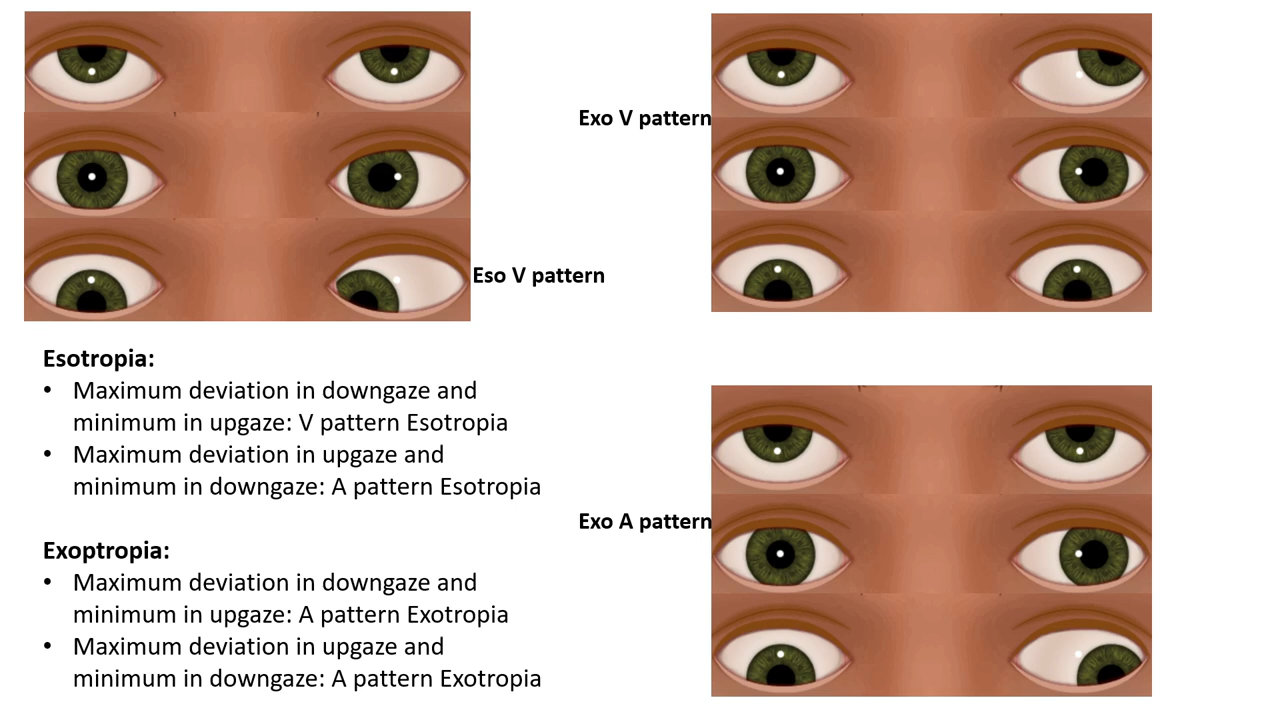 Exo V pattern
Eso V pattern
Esotropia:
• Maximum deviation in downgaze and
minimum in upgaze: V pattern Esotropia
• Maximum deviation in upgaze and
minimum in downgaze: A pattern Esotropia
Exoptropia:
• Maximum deviation in downgaze and
minimum in upgaze: A pattern Exotropia
• Maximum deviation in upgaze and
minimum in downgaze: A pattern Exotropia
Exo A pattern